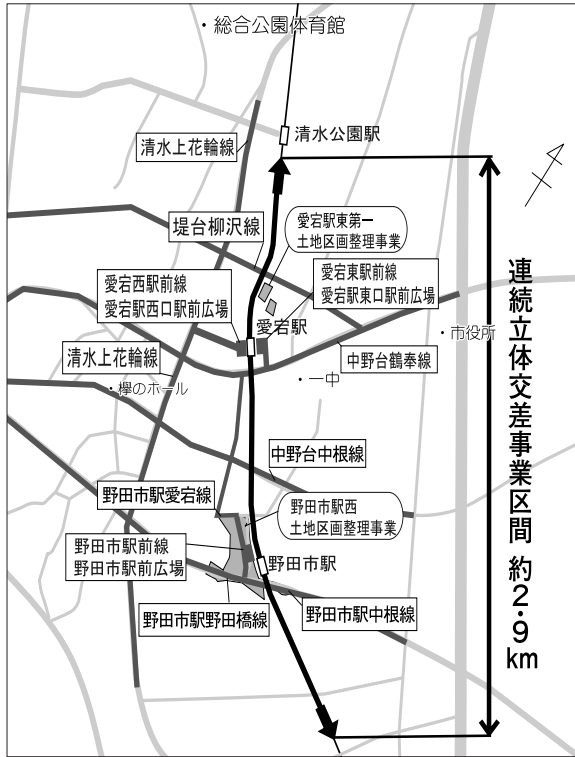 ・総合公園体育館
清水公園駅
清水上花輪線
堤台柳沢線
愛宕駅東第一
土地区画整理事業
愛宕西駅前線
愛宕駅西口駅前広場
愛宕東駅前線
愛宕駅東口駅前広場
愛宕駅
・市役所
清水上花輪線
中野台鶴奉線
・欅のホール
・一中
連続立体交差事業区間 約2・9km
中野台中根線
野田市駅愛宕線
野田市駅西
土地区画整理事業
野田市駅前線
野田市駅前広場
野田市駅
野田市駅野田橋線
野田市駅中根線